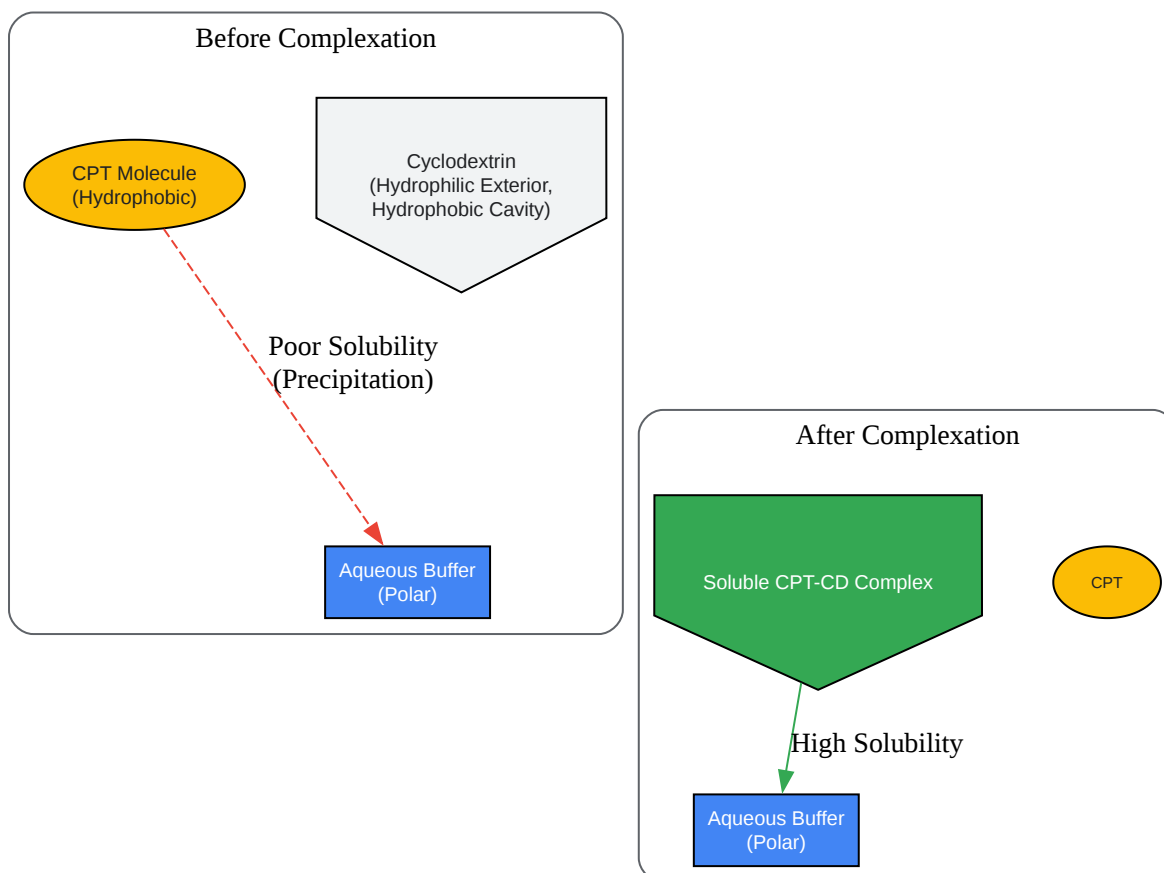 Before Complexation
CPT Molecule
(Hydrophobic)
Cyclodextrin
(Hydrophilic Exterior,
Hydrophobic Cavity)
Poor Solubility
(Precipitation)
Aqueous Buffer
(Polar)
After Complexation
Soluble CPT-CD Complex
CPT
High Solubility
Aqueous Buffer
(Polar)